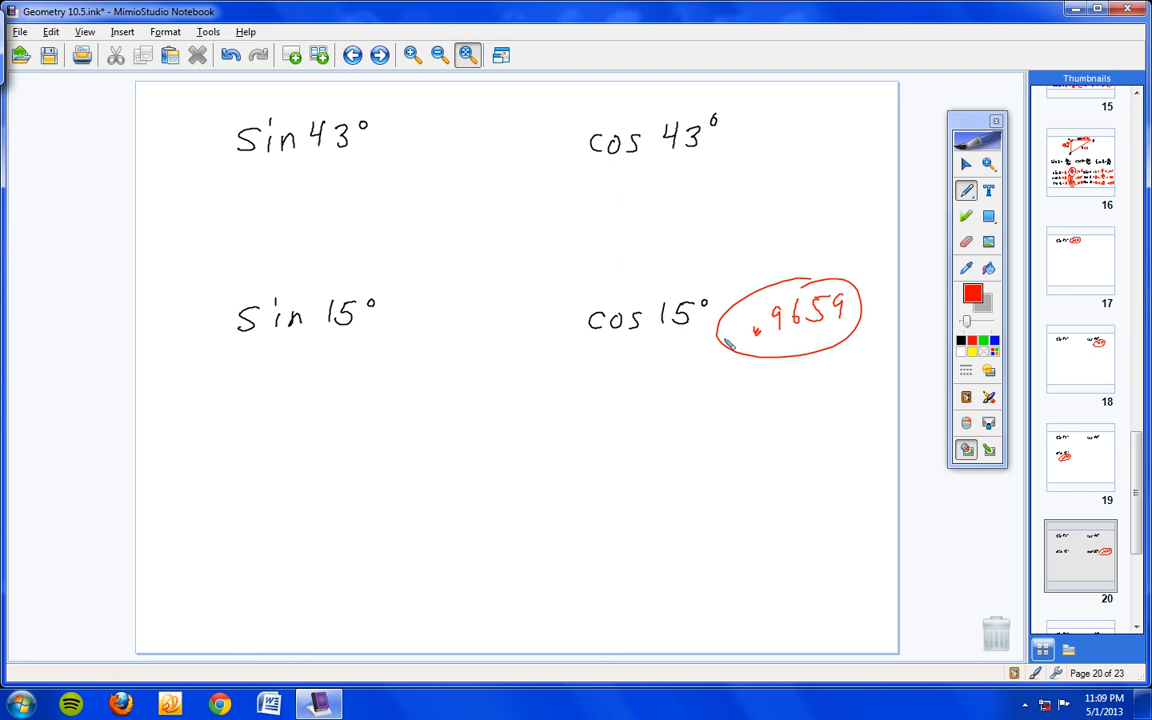 Geometry 10.5.ink* - MimioStudio Notebook
File Edit View Insert Format Tools Help
Thumbnails
sin 43° cos 43°
sin 15° cos 15° .9659
15
16
17
18
19
20
Page 20 of 23
11:09 PM
5/1/2013